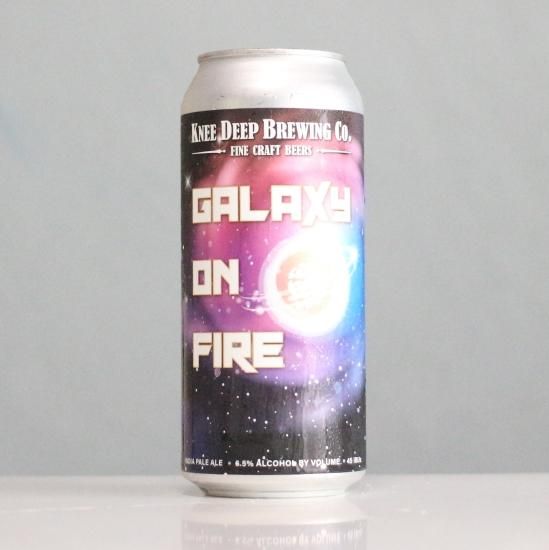 KNEE DEEP BREWING CO.
FINE CRAFT BEERS
GALAXY
ON
FIRE
INDIA PALE ALE • 6.5% ALCOHOL BY VOLUME • 45 IBUs